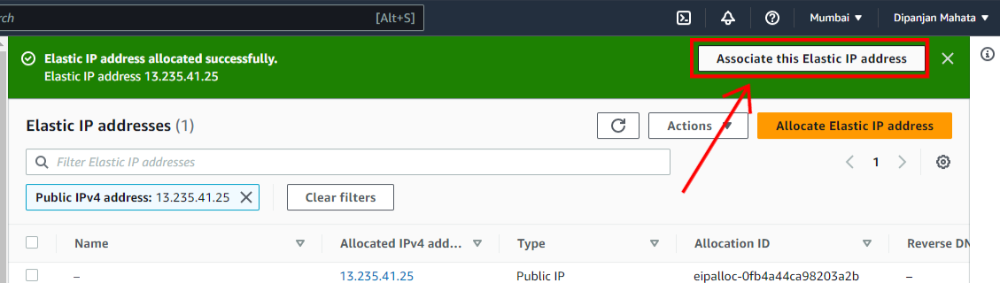 rch [Alt+S] Mumbai Dipanjan Mahata
Elastic IP address allocated successfully.
Elastic IP address 13.235.41.25
Associate this Elastic IP address
Elastic IP addresses (1)
Actions
Allocate Elastic IP address
Filter Elastic IP addresses
1
Public IPv4 address: 13.235.41.25
Clear filters
Name Allocated IPv4 add... Type Allocation ID Reverse DN
– 13.235.41.25 Public IP eipalloc-0fb4a44ca98203a2b –